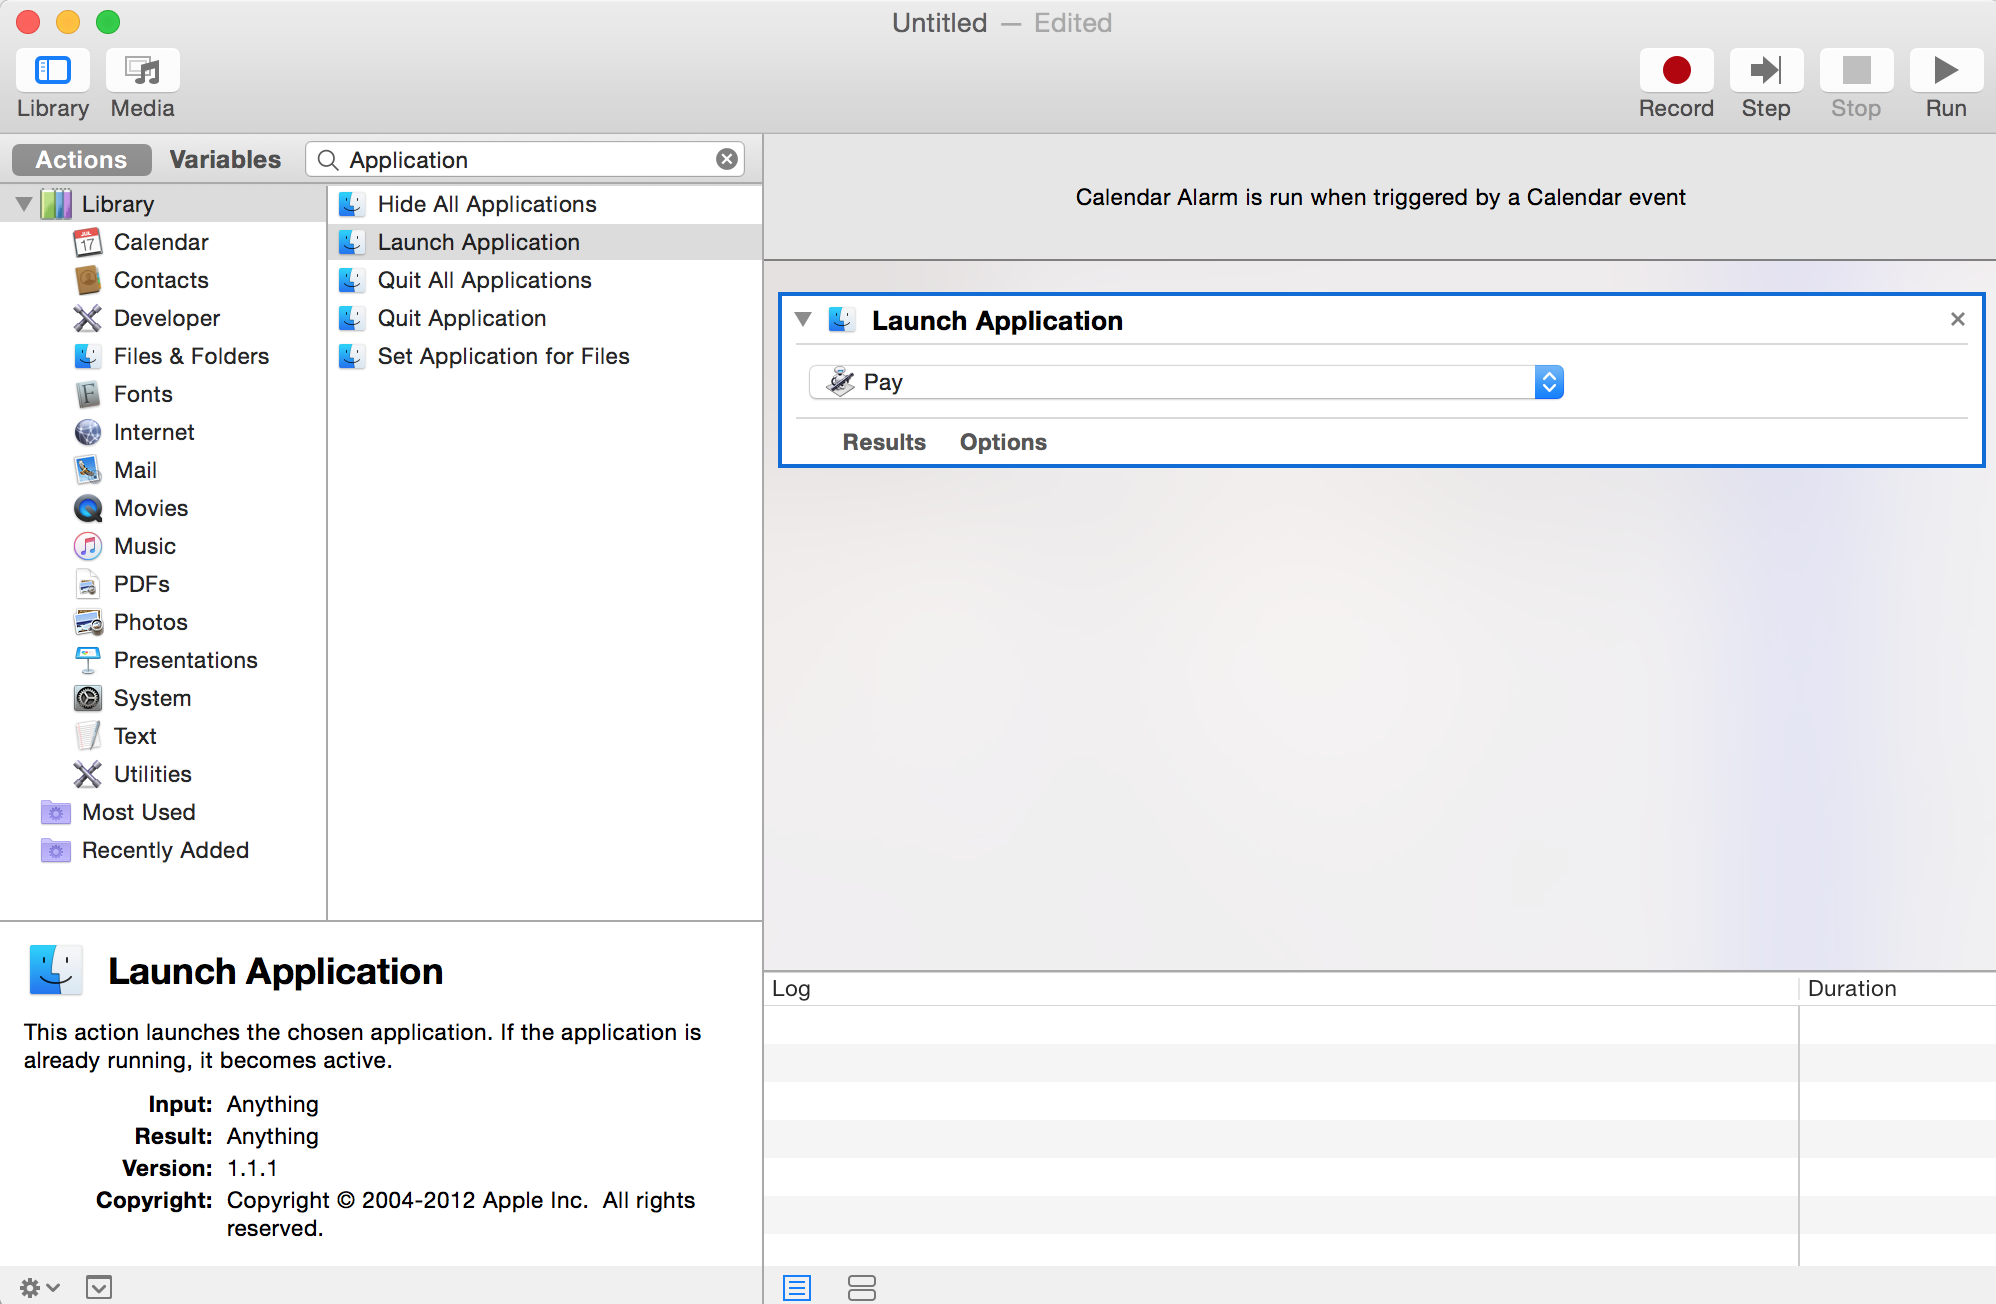 Untitled — Edited
Library
Media
Record
Step
Stop
Run
Actions
Variables
Application
Library
Calendar
Contacts
Developer
Files & Folders
Fonts
Internet
Mail
Movies
Music
PDFs
Photos
Presentations
System
Text
Utilities
Most Used
Recently Added
Hide All Applications
Launch Application
Quit All Applications
Quit Application
Set Application for Files
Calendar Alarm is run when triggered by a Calendar event
Launch Application
Pay
Results Options
Launch Application
This action launches the chosen application. If the application is
already running, it becomes active.
Input: Anything
Result: Anything
Version: 1.1.1
Copyright: Copyright © 2004-2012 Apple Inc. All rights
reserved.
Log
Duration